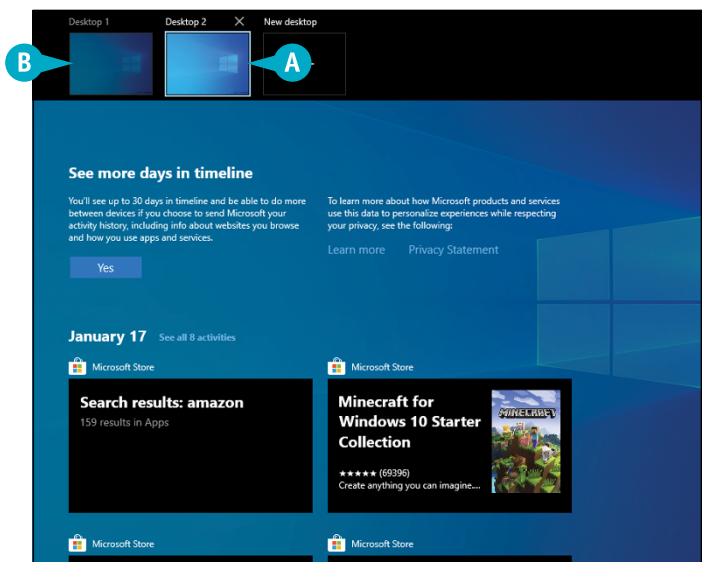 Desktop 1
Desktop 2
New desktop
B
A
See more days in timeline
You'll see up to 30 days in timeline and be able to do more
between devices if you choose to send Microsoft your
activity history, including info about websites you browse
and how you use apps and services.
Yes
To learn more about how Microsoft products and services
use this data to personalize experiences while respecting
your privacy, see the following:
Learn more Privacy Statement
January 17 See all 8 activities
Microsoft Store
Search results: amazon
159 results in Apps
Microsoft Store
Minecraft for
Windows 10 Starter
Collection
★★★★★ (69396)
Create anything you can imagine....
MINECRAFT
Microsoft Store
Microsoft Store